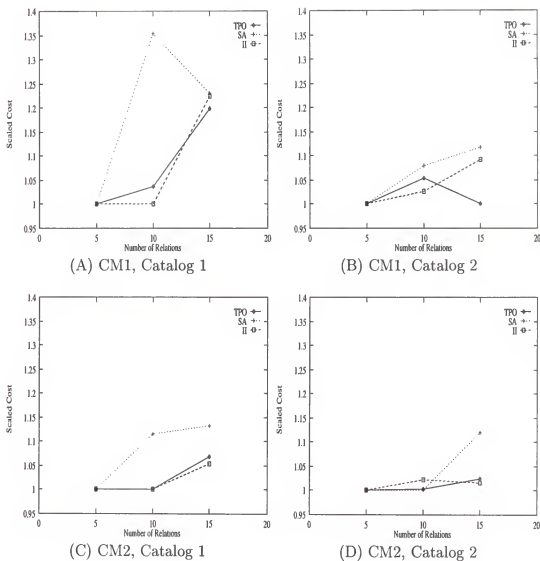 1.4
1.35
1.3
1.25
1.2
1.15
1.1
1.05
1
0.95
Scaled Cost
TPO
SA
II
0 5 10 15 20
Number of Relations
(A) CM1, Catalog 1
1.4
1.35
1.3
1.25
1.2
1.15
1.1
1.05
1
0.95
Scaled Cost
TPO
SA
II
0 5 10 15 20
Number of Relations
(B) CM1, Catalog 2
1.4
1.35
1.3
1.25
1.2
1.15
1.1
1.05
1
0.95
Scaled Cost
TPO
SA
II
0 5 10 15 20
Number of Relations
(C) CM2, Catalog 1
1.4
1.35
1.3
1.25
1.2
1.15
1.1
1.05
1
0.95
Scaled Cost
TPO
SA
II
0 5 10 15 20
Number of Relations
(D) CM2, Catalog 2